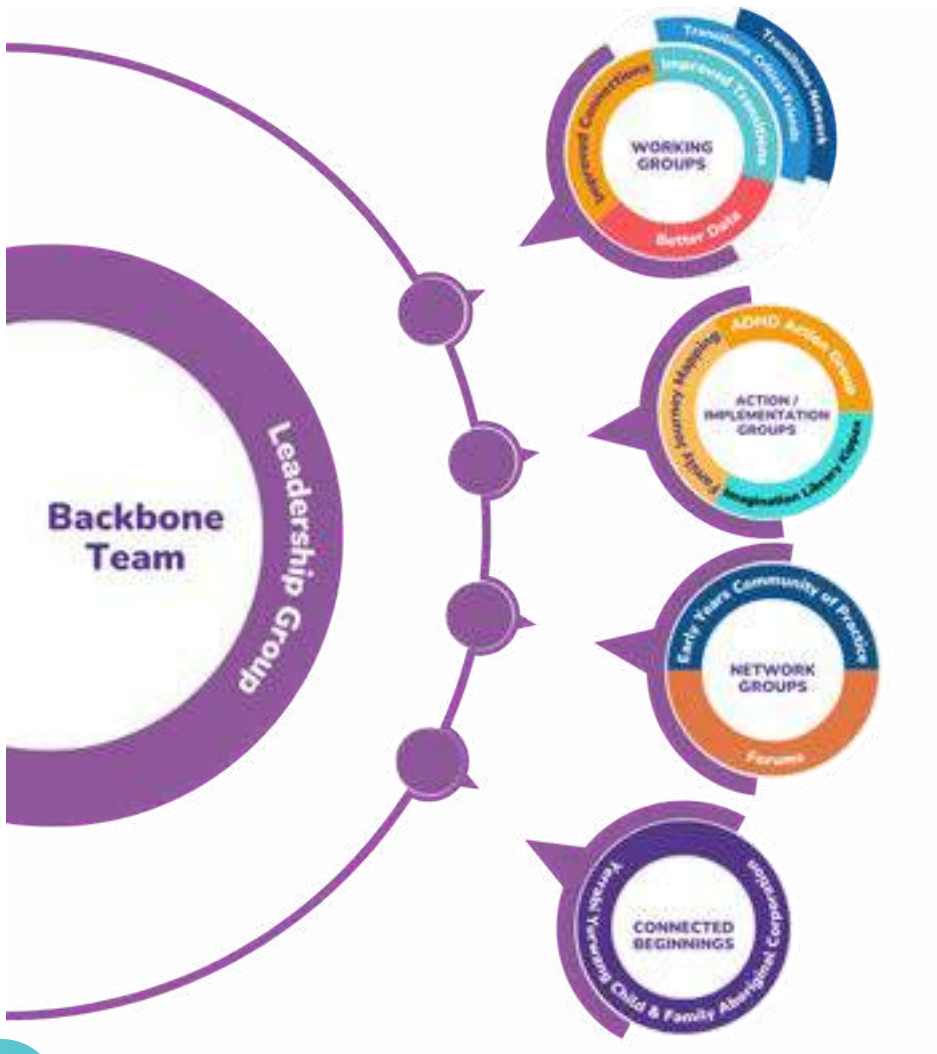 Backbone
Team
Leadership Group
Transitions Network
Transitions Critical Friends
Improved Transitions
Improved Connections
Better Data
WORKING
GROUPS
ADHD Action Group
Family Journey Mapping
Imagination Library Kippax
ACTION /
IMPLEMENTATION
GROUPS
Early Years Community of Practice
Forums
NETWORK
GROUPS
CONNECTED
BEGINNINGS
Yerrabi Yurwang Child & Family Aboriginal Corporation